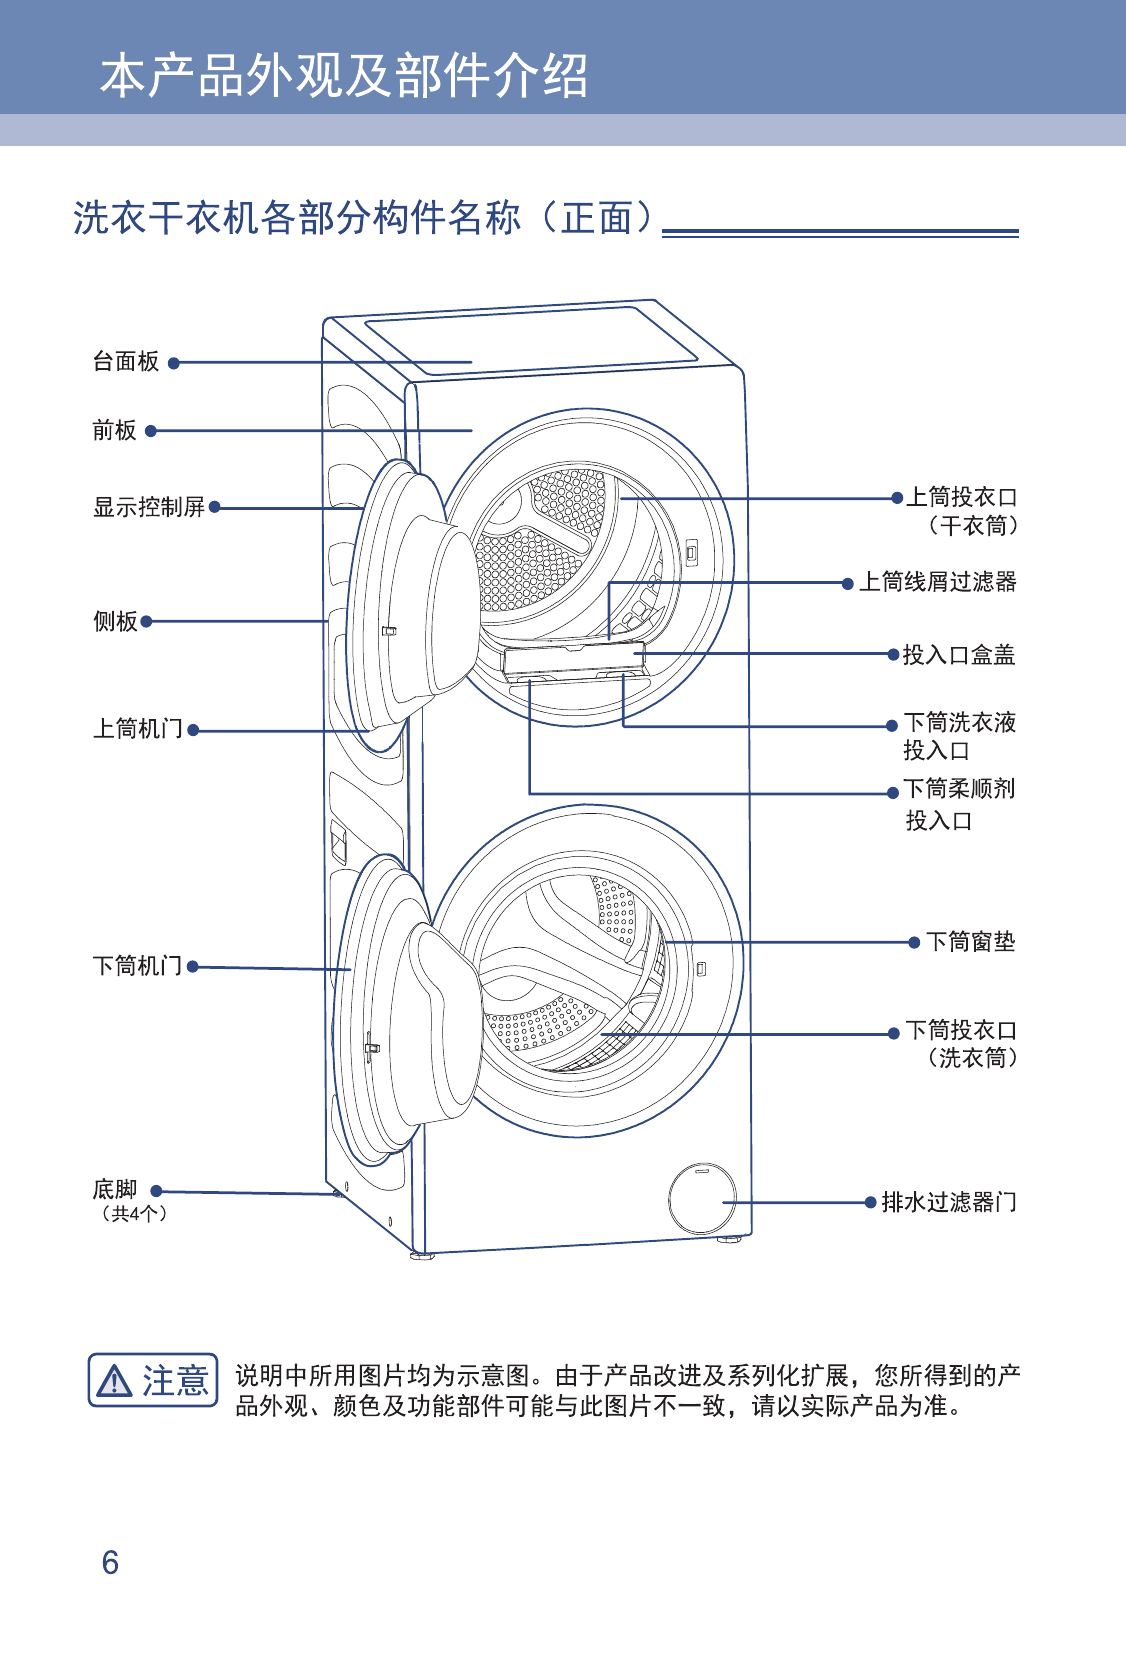 本产品外观及部件介绍
洗衣干衣机各部分构件名称（正面）
台面板
前板
显示控制屏
侧板
上筒机门
下筒机门
底脚
（共4个）
上筒投衣口
（干衣筒）
上筒线屑过滤器
投入口盒盖
下筒洗衣液
投入口
下筒柔顺剂
投入口
下筒窗垫
下筒投衣口
（洗衣筒）
排水过滤器门
注意
说明中所用图片均为示意图。由于产品改进及系列化扩展，您所得到的产
品外观、颜色及功能部件可能与此图片不一致，请以实际产品为准。
6